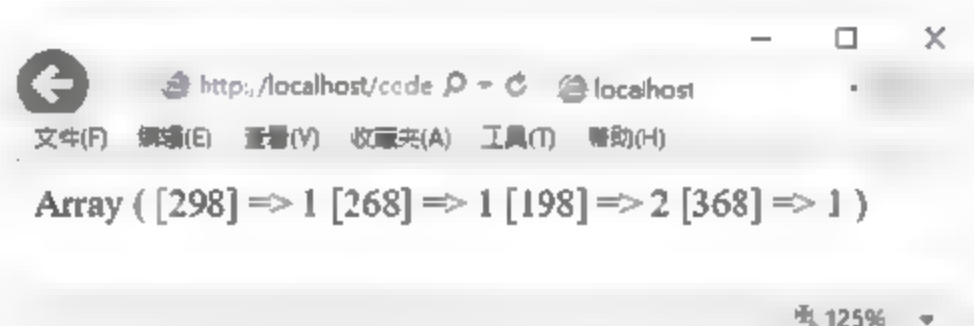 http://localhost/code localhost
文件(F) 编辑(E) 查看(V) 收藏夹(A) 工具(T) 帮助(H)
Array ( [298] => 1 [268] => 1 [198] => 2 [368] => 1 )
125%